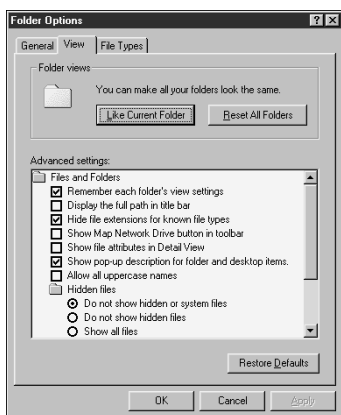 Folder Options
General View File Types
Folder views
You can make all your folders look the same.
Like Current Folder Reset All Folders
Advanced settings:
Files and Folders
Remember each folder's view settings
Display the full path in title bar
Hide file extensions for known file types
Show Map Network Drive button in toolbar
Show file attributes in Detail View
Show pop-up description for folder and desktop items.
Allow all uppercase names
Hidden files
Do not show hidden or system files
Do not show hidden files
Show all files
Restore Defaults
OK Cancel Apply